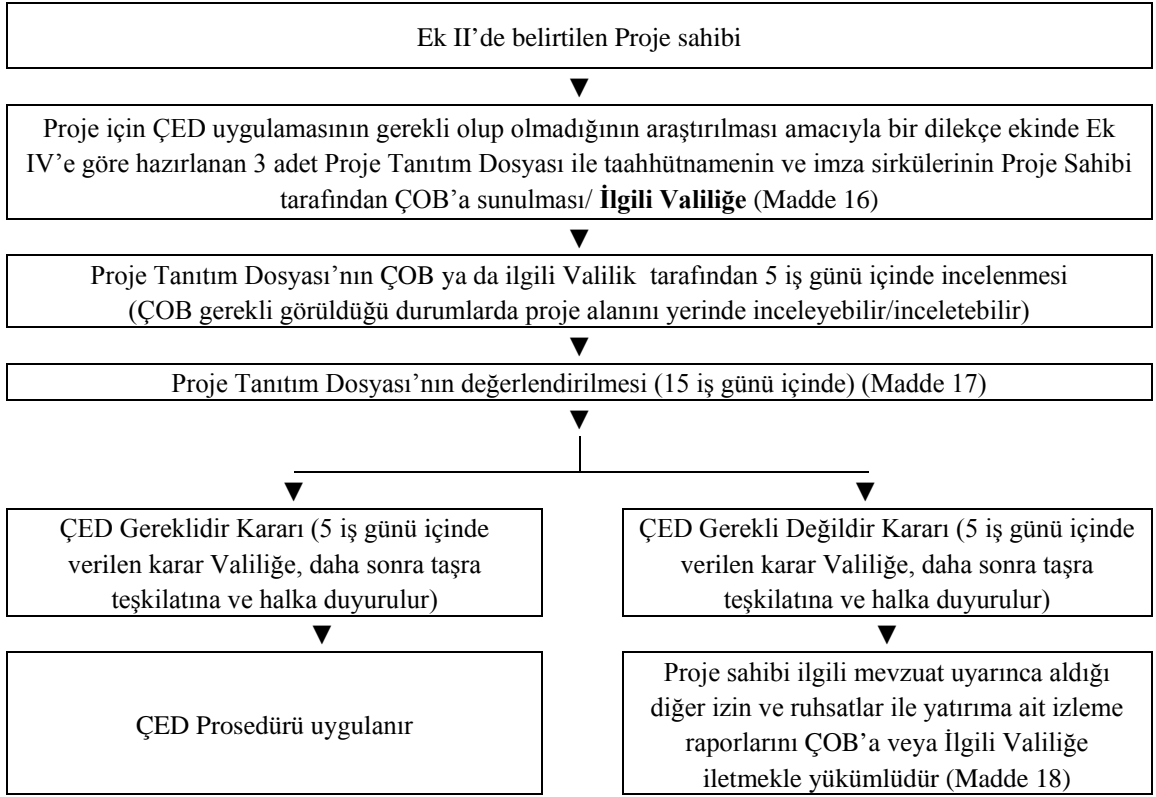 Ek II’de belirtilen Proje sahibi
Proje için ÇED uygulamasının gerekli olup olmadığının araştırılması amacıyla bir dilekçe ekinde Ek
IV’e göre hazırlanan 3 adet Proje Tanıtım Dosyası ile taahhütnamenin ve imza sirkülerinin Proje Sahibi
tarafından ÇOB’a sunulması/ İlgili Valiliğe (Madde 16)
Proje Tanıtım Dosyası’nın ÇOB ya da ilgili Valilik tarafından 5 iş günü içinde incelenmesi
(ÇOB gerekli görüldüğü durumlarda proje alanını yerinde inceleyebilir/inceletebilir)
Proje Tanıtım Dosyası’nın değerlendirilmesi (15 iş günü içinde) (Madde 17)
ÇED Gereklidir Kararı (5 iş günü içinde
verilen karar Valiliğe, daha sonra taşra
teşkilatına ve halka duyurulur)
ÇED Gerekli Değildir Kararı (5 iş günü içinde
verilen karar Valiliğe, daha sonra taşra
teşkilatına ve halka duyurulur)
ÇED Prosedürü uygulanır
Proje sahibi ilgili mevzuat uyarınca aldığı
diğer izin ve ruhsatlar ile yatırıma ait izleme
raporlarını ÇOB’a veya İlgili Valiliğe
iletmekle yükümlüdür (Madde 18)